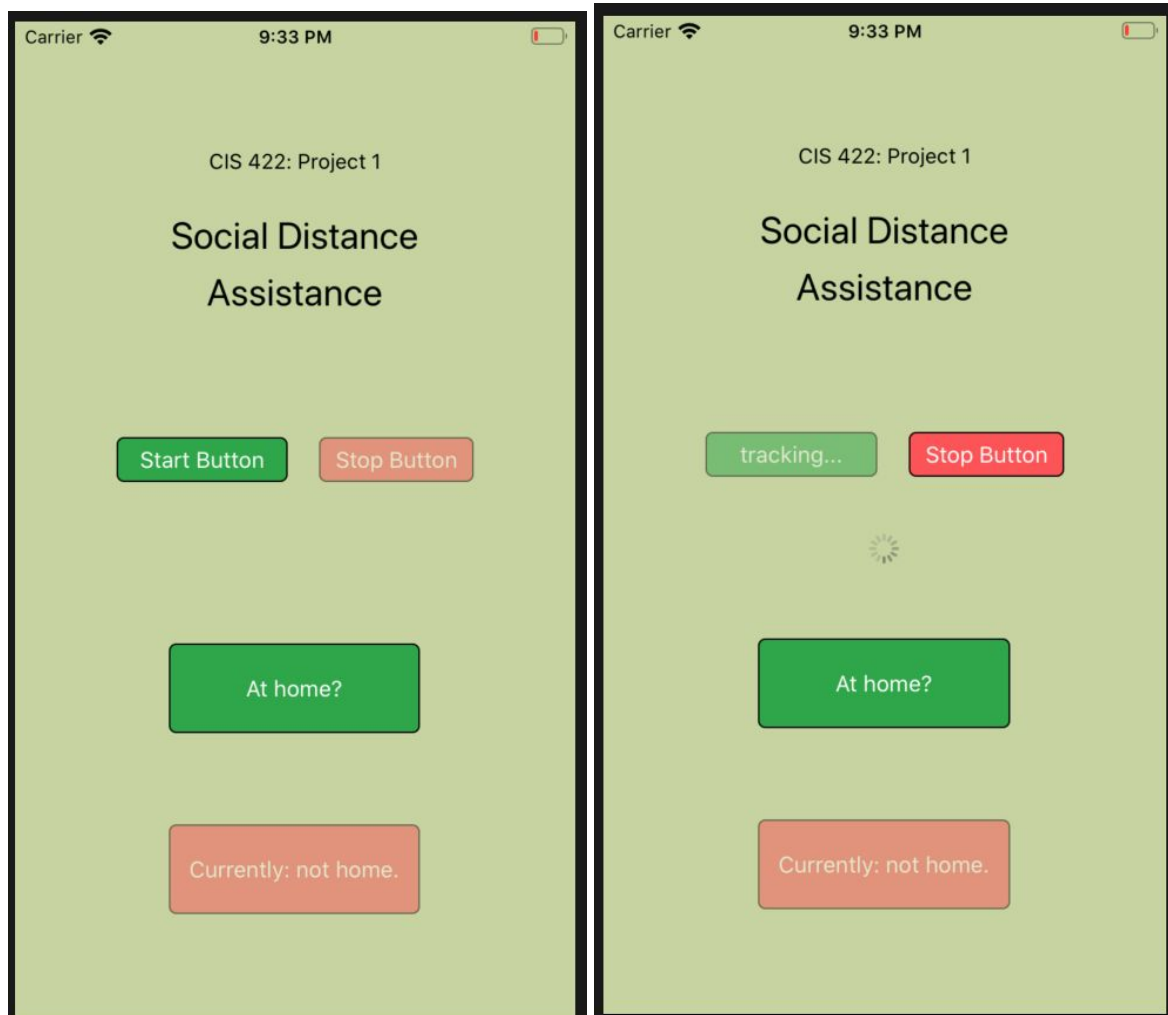 Carrier 9:33 PM
CIS 422: Project 1
Social Distance
Assistance
Start Button Stop Button
At home?
Currently: not home.
Carrier 9:33 PM
CIS 422: Project 1
Social Distance
Assistance
tracking... Stop Button
At home?
Currently: not home.